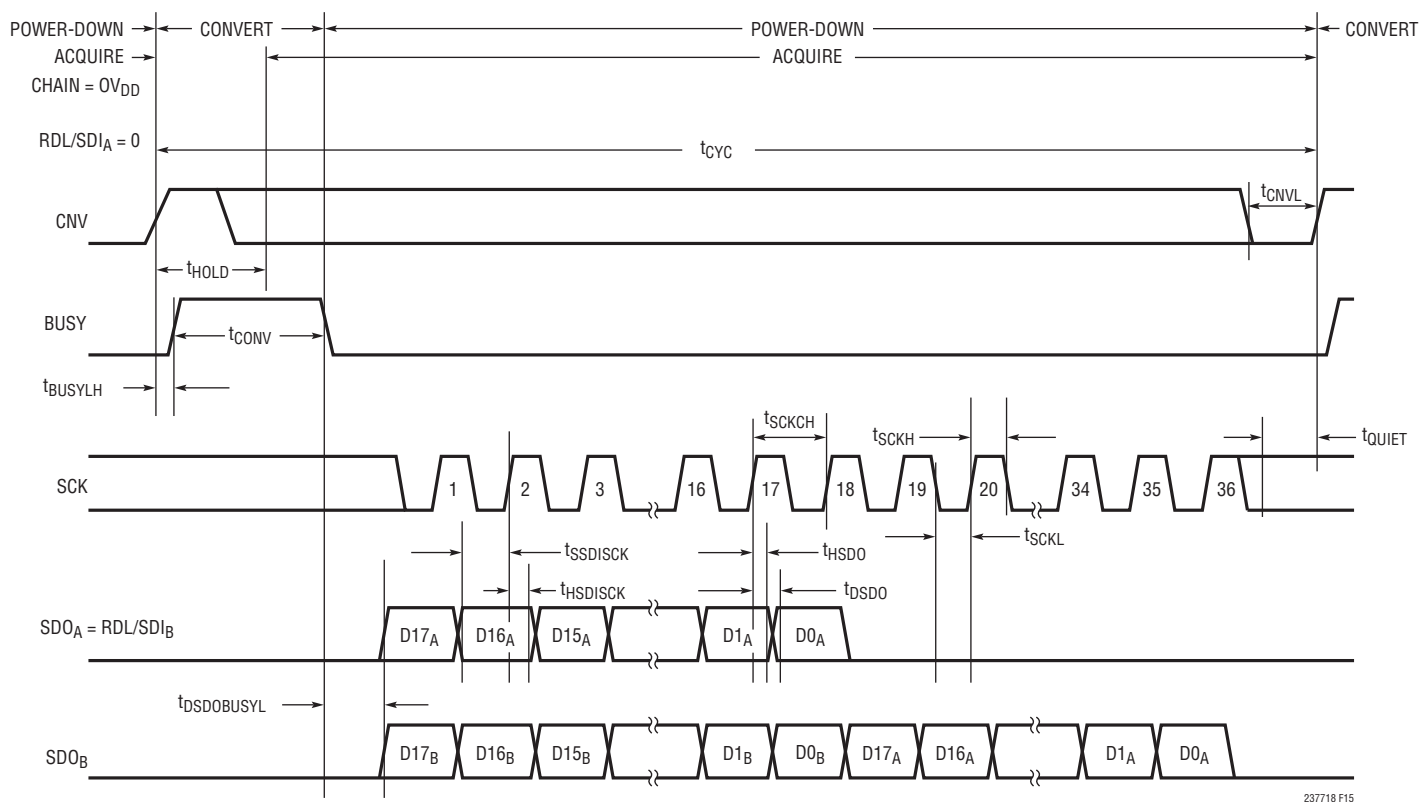 POWER-DOWN CONVERT POWER-DOWN CONVERT
ACQUIRE ACQUIRE
CHAIN = OVDD
RDL/SDIA = 0
tCYC
CNV
tCNVL
tHOLD
BUSY
tCONV
tBUSYLH
tSCKCH
tSCKH
tQUIET
SCK
1 2 3 16 17 18 19 20 34 35 36
tSSDISCK
tHSDO
tSCKL
tHSDISCK
tDSDO
SDOA = RDL/SDIB
D17A D16A D15A D1A D0A
tDSDOBUSYL
SDOB
D17B D16B D15B D1B D0B D17A D16A D1A D0A
237718 F15